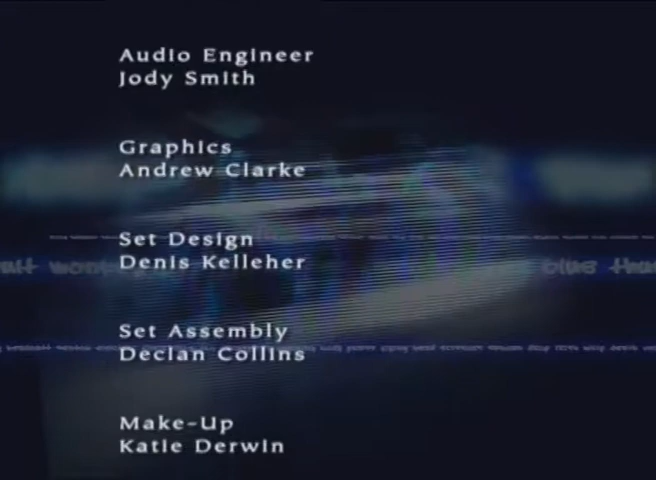 Audio Engineer
Jody Smith
Graphics
Andrew Clarke
Set Design
Denis Kelleher
Set Assembly
Declan Collins
Make-Up
Katie Derwin